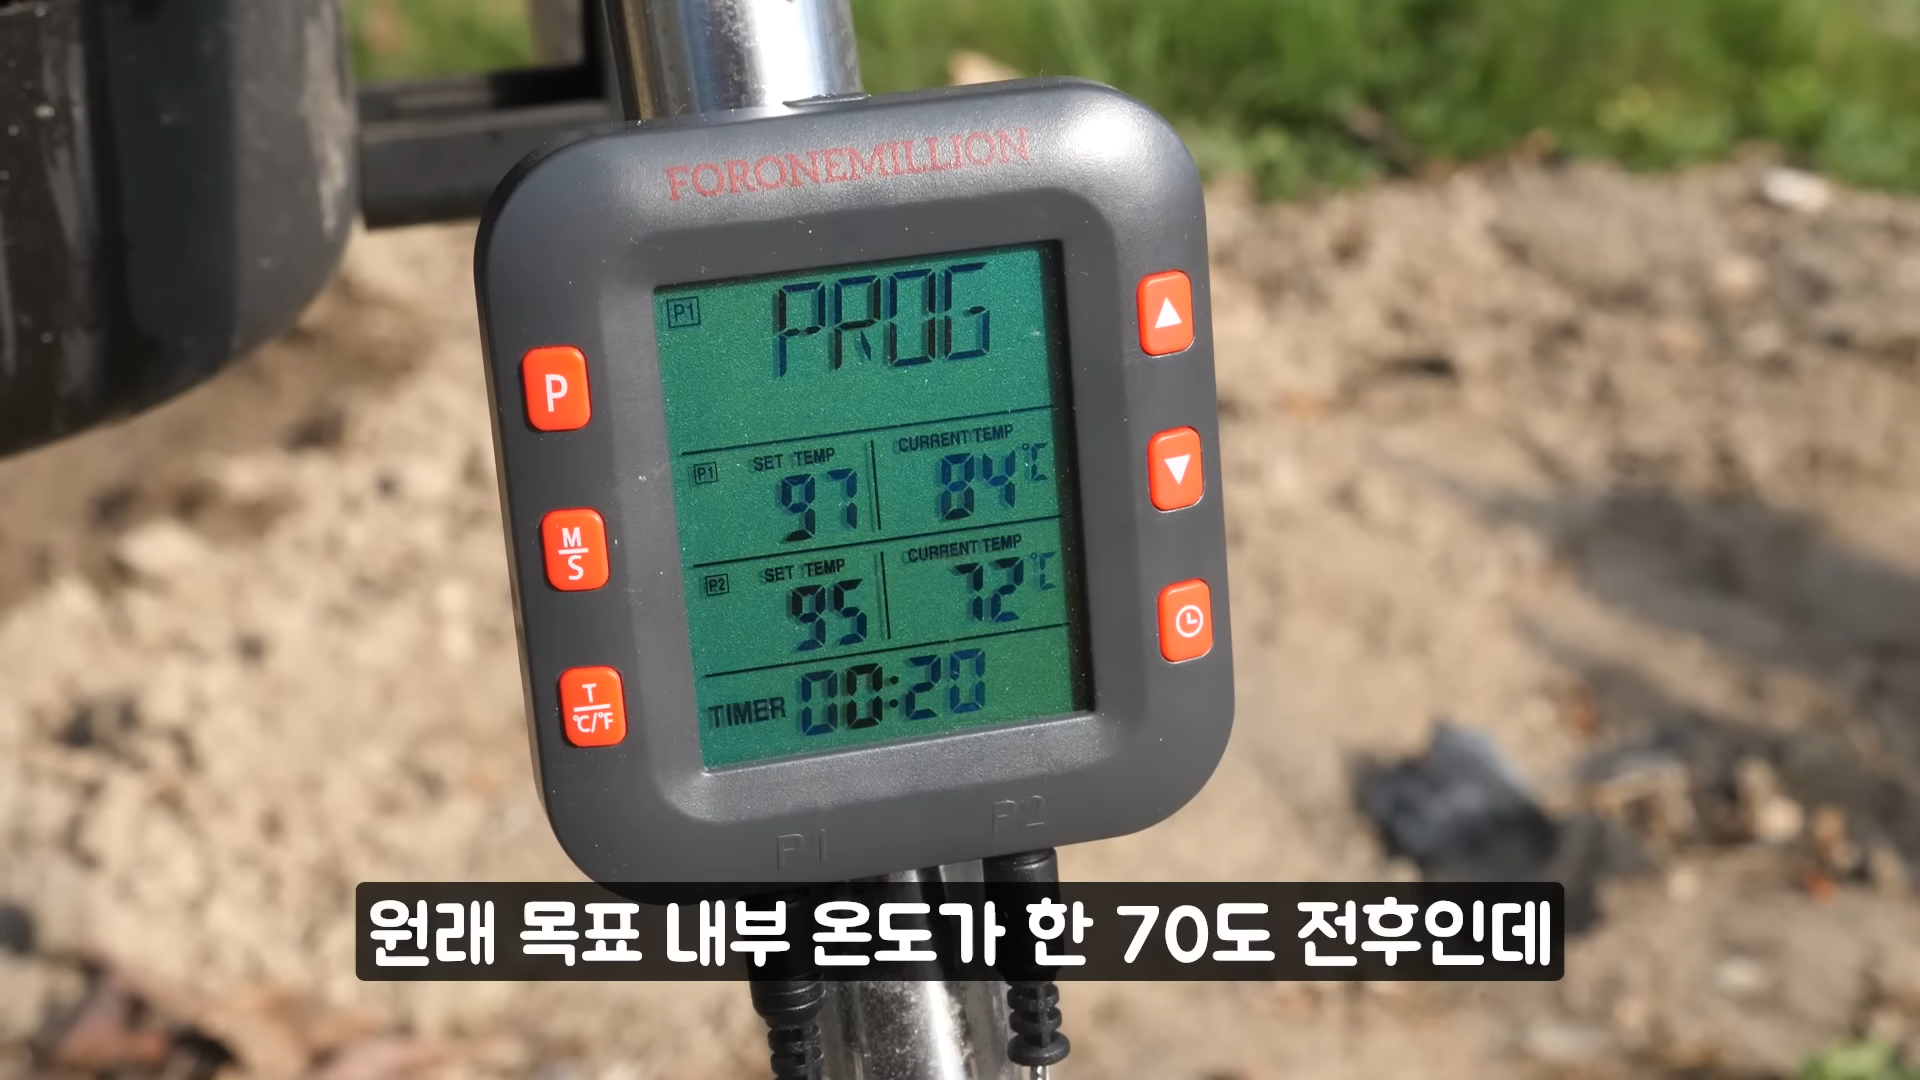 FORONEMILLION
P1 PROG
P1 SET TEMP 97 CURRENT TEMP 84℃
P2 SET TEMP 95 CURRENT TEMP 72℃
TIMER 00:20
P
M/S
T
℃/℉
P1 P2
원래 목표 내부 온도가 한 70도 전후인데